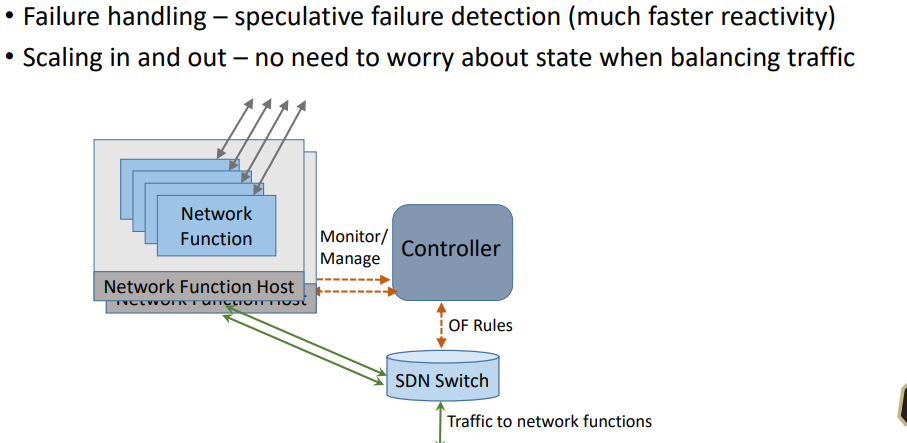 • Failure handling – speculative failure detection (much faster reactivity)
• Scaling in and out – no need to worry about state when balancing traffic
Network
Function
Monitor/
Manage
Controller
Network Function Host
Network Function Host
OF Rules
SDN Switch
Traffic to network functions